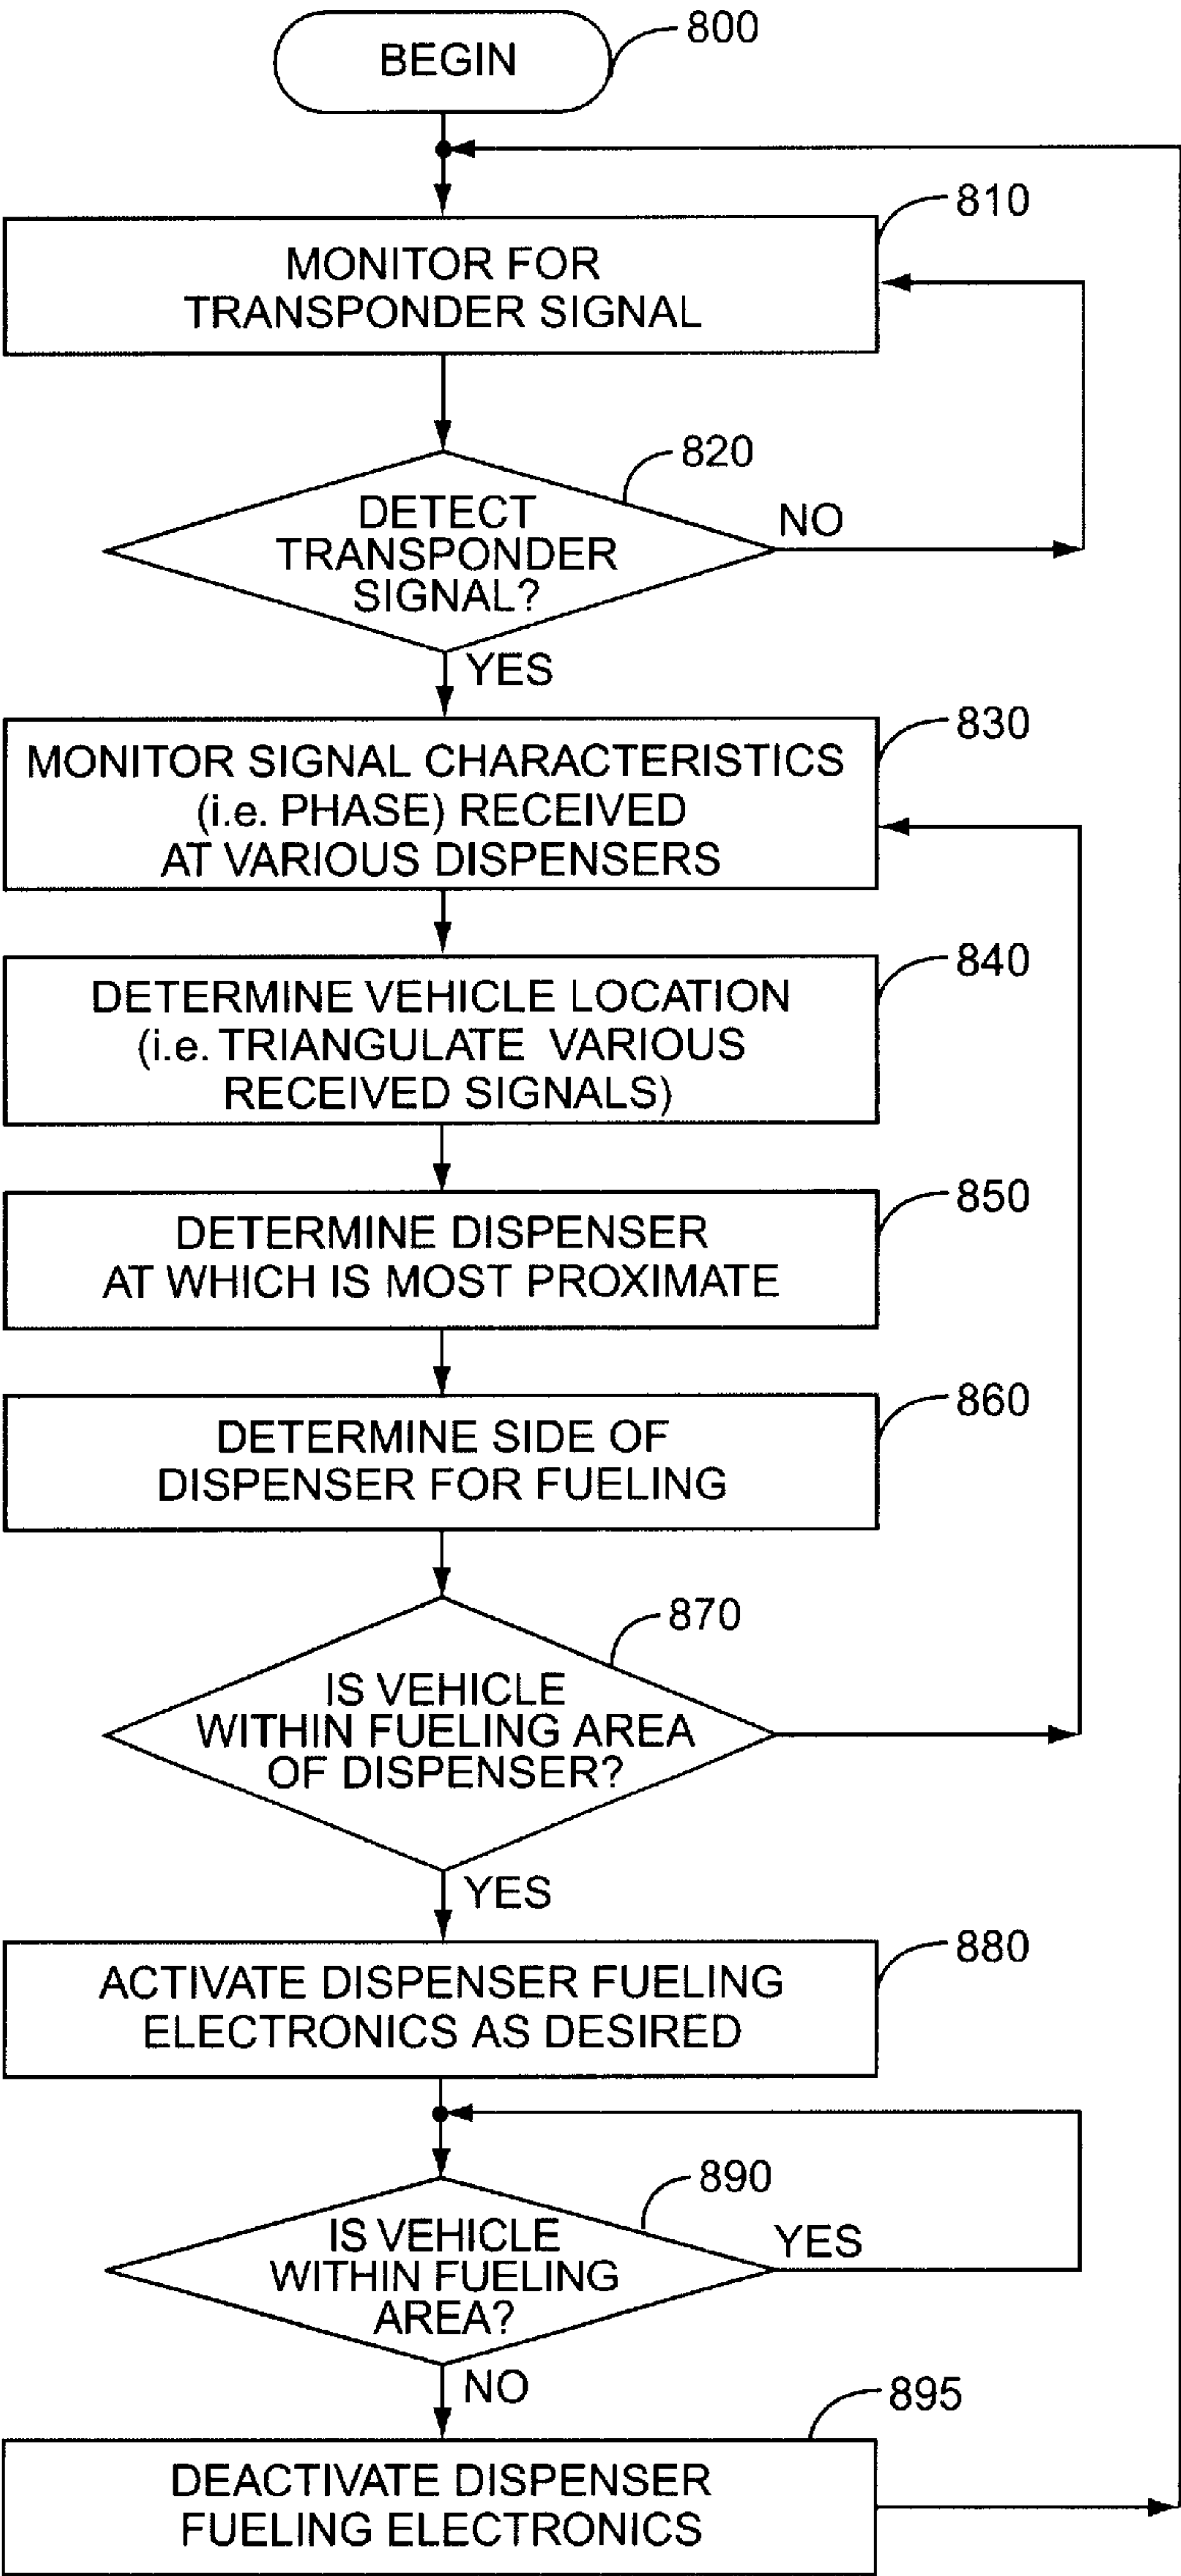 BEGIN
800
MONITOR FOR
TRANSPONDER SIGNAL
810
DETECT
TRANSPONDER
SIGNAL?
820
NO
YES
MONITOR SIGNAL CHARACTERISTICS
(i.e. PHASE) RECEIVED
AT VARIOUS DISPENSERS
830
DETERMINE VEHICLE LOCATION
(i.e. TRIANGULATE VARIOUS
RECEIVED SIGNALS)
840
DETERMINE DISPENSER
AT WHICH IS MOST PROXIMATE
850
DETERMINE SIDE OF
DISPENSER FOR FUELING
860
IS VEHICLE
WITHIN FUELING AREA
OF DISPENSER?
870
YES
ACTIVATE DISPENSER FUELING
ELECTRONICS AS DESIRED
880
IS VEHICLE
WITHIN FUELING
AREA?
890
YES
NO
DEACTIVATE DISPENSER
FUELING ELECTRONICS
895